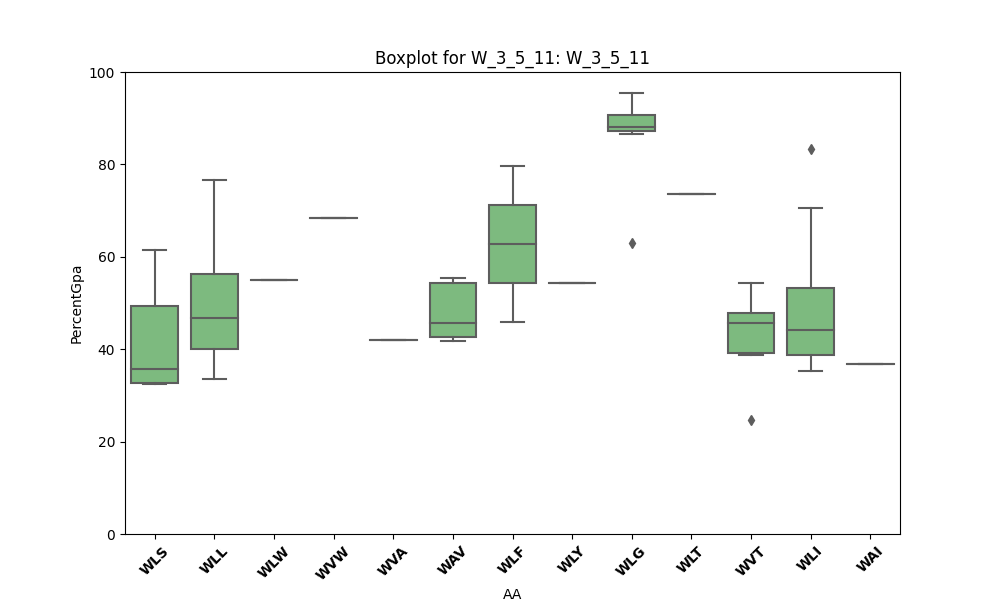 Boxplot for W_3_5_11: W_3_5_11
100
80
60
40
20
0
PercentGpa
WLS WLL WLW WVW WVA WAV WLF WLY WLG WLT WVT WLI WAI
AA